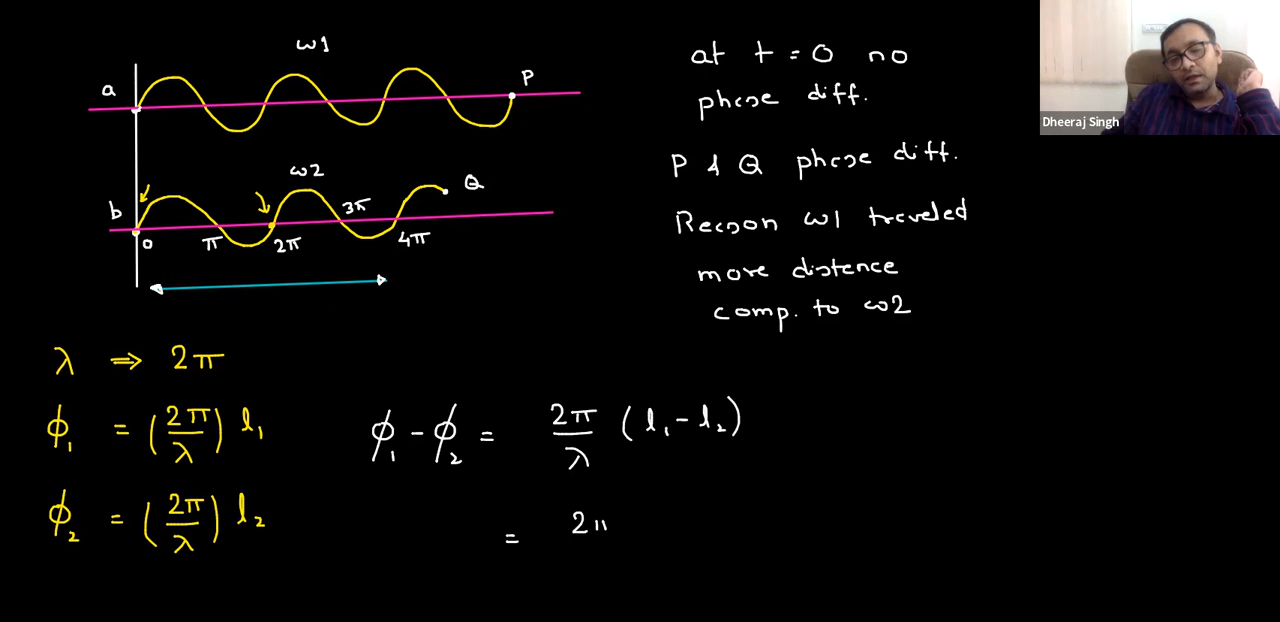 ω1
a
P
ω2
b
Q
0
π
2π
3π
4π
at t = 0 no
phase diff.
P & Q phase diff.
Reason ω1 traveled
more distance
comp. to ω2
λ ⇒ 2π
ϕ₁ = (2π/λ) l₁
ϕ₂ = (2π/λ) l₂
ϕ₁ - ϕ₂ = 2π/λ (l₁ - l₂)
= 2π
Dheeraj Singh